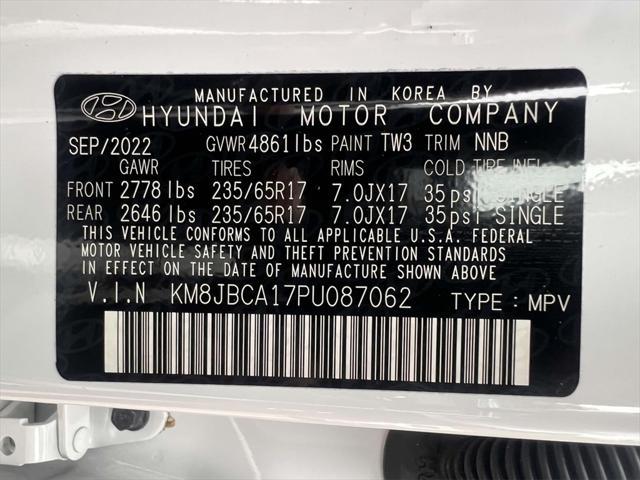 MANUFACTURED IN KOREA BY
HYUNDAI MOTOR COMPANY
SEP/2022 GVWR 4861lbs PAINT TW3 TRIM NNB
GAWR TIRES RIMS COLD TIRE INFL
FRONT 2778 lbs 235/65R17 7.0JX17 35 psi SINGLE
REAR 2646 lbs 235/65R17 7.0JX17 35 psi SINGLE
THIS VEHICLE CONFORMS TO ALL APPLICABLE U.S.A. FEDERAL
MOTOR VEHICLE SAFETY AND THEFT PREVENTION STANDARDS
IN EFFECT ON THE DATE OF MANUFACTURE SHOWN ABOVE.
V.I.N KM8JBCA17PU087062 TYPE: MPV